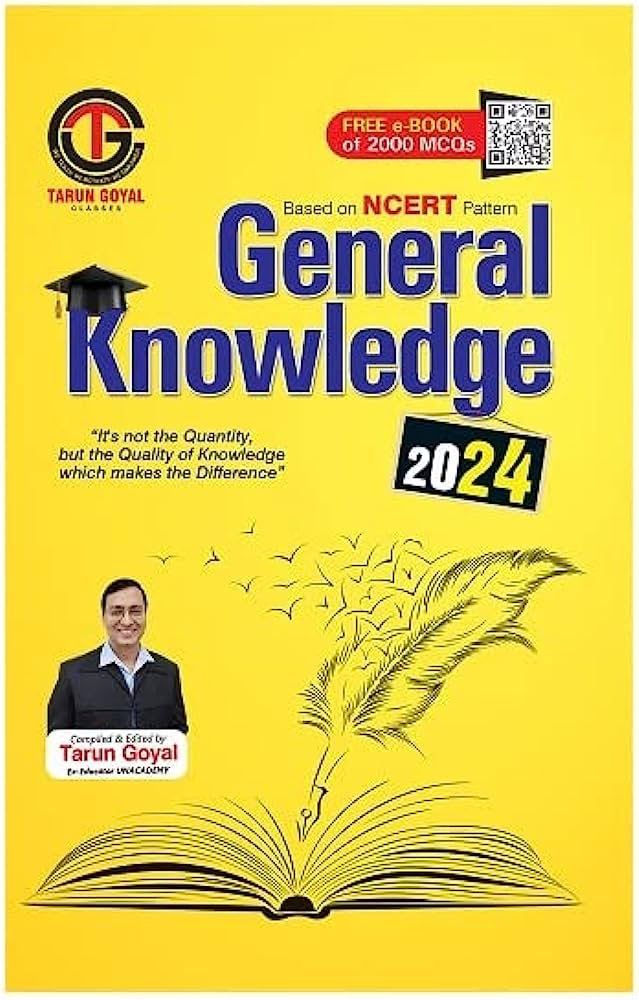 TG
TARUN GOYAL
CLASSES
FREE e-BOOK
of 2000 MCQs
Based on NCERT Pattern
General
Knowledge
2024
"It's not the Quantity,
but the Quality of Knowledge
which makes the Difference"
Compiled & Edited by
Tarun Goyal
Ex-Educator UNACADEMY